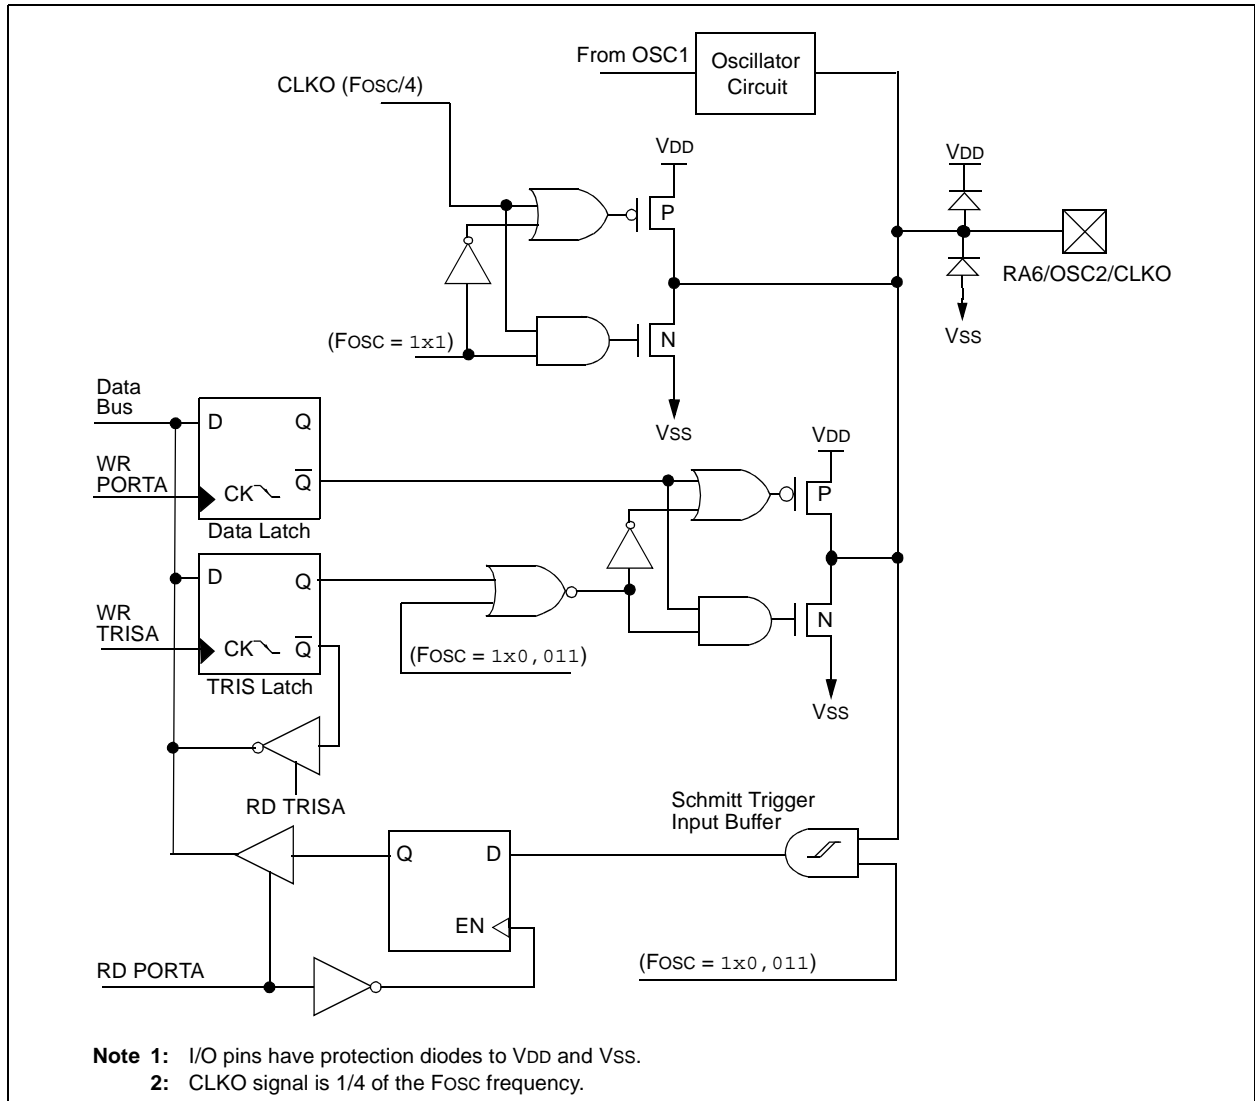 From OSC1
Oscillator
Circuit
CLKO (FOSC/4)
VDD
P
VDD
RA6/OSC2/CLKO
VSS
(FOSC = 1x1)
N
VSS
Data
Bus
D
Q
WR
PORTA
CK
Q
Data Latch
VDD
P
D
Q
WR
TRISA
CK
Q
TRIS Latch
(FOSC = 1x0,011)
N
VSS
RD TRISA
Schmitt Trigger
Input Buffer
Q
D
EN
RD PORTA
(FOSC = 1x0,011)
Note 1: I/O pins have protection diodes to VDD and VSS.
2: CLKO signal is 1/4 of the FOSC frequency.